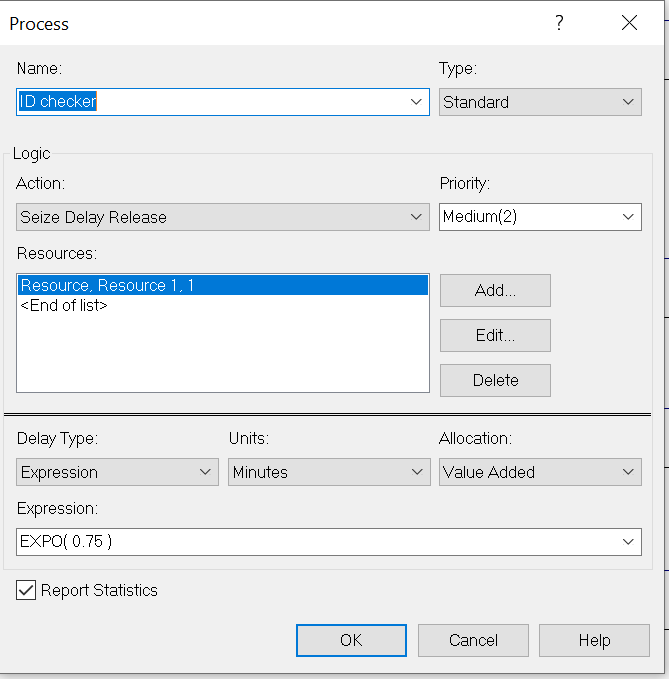 Process ?
Name: Type:
ID checker Standard
Logic
Action: Priority:
Seize Delay Release Medium(2)
Resources:
Resource, Resource 1, 1
<End of list>
Add...
Edit...
Delete
Delay Type: Units: Allocation:
Expression Minutes Value Added
Expression:
EXPO( 0.75 )
Report Statistics
OK Cancel Help